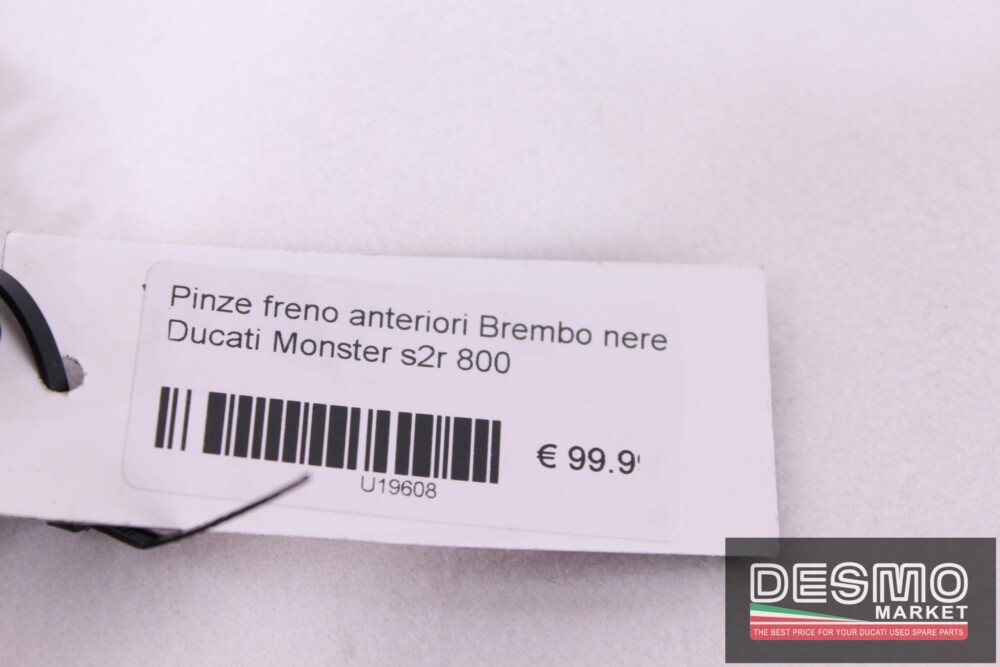 Pinze freno anteriori Brembo nere
Ducati Monster s2r 800
€ 99.9
U19608
DESMO
MARKET
THE BEST PRICE FOR YOUR DUCATI USED SPARE PARTS